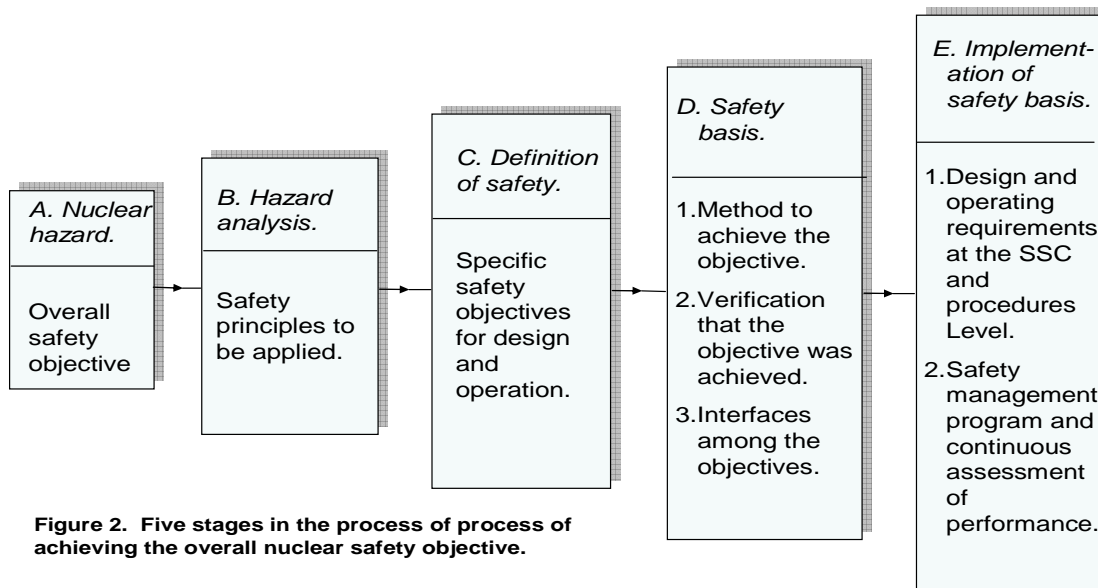 A. Nuclear
hazard.
Overall
safety
objective
B. Hazard
analysis.
Safety
principles to
be applied.
C. Definition
of safety.
Specific
safety
objectives
for design
and
operation.
D. Safety
basis.
1.Method to
achieve the
objective.
2.Verification
that the
objective was
achieved.
3.Interfaces
among the
objectives.
E. Implement-
ation of
safety basis.
1.Design and
operating
requirements
at the SSC
and
procedures
Level.
2.Safety
management
program and
continuous
assessment
of
performance.
Figure 2. Five stages in the process of process of
achieving the overall nuclear safety objective.